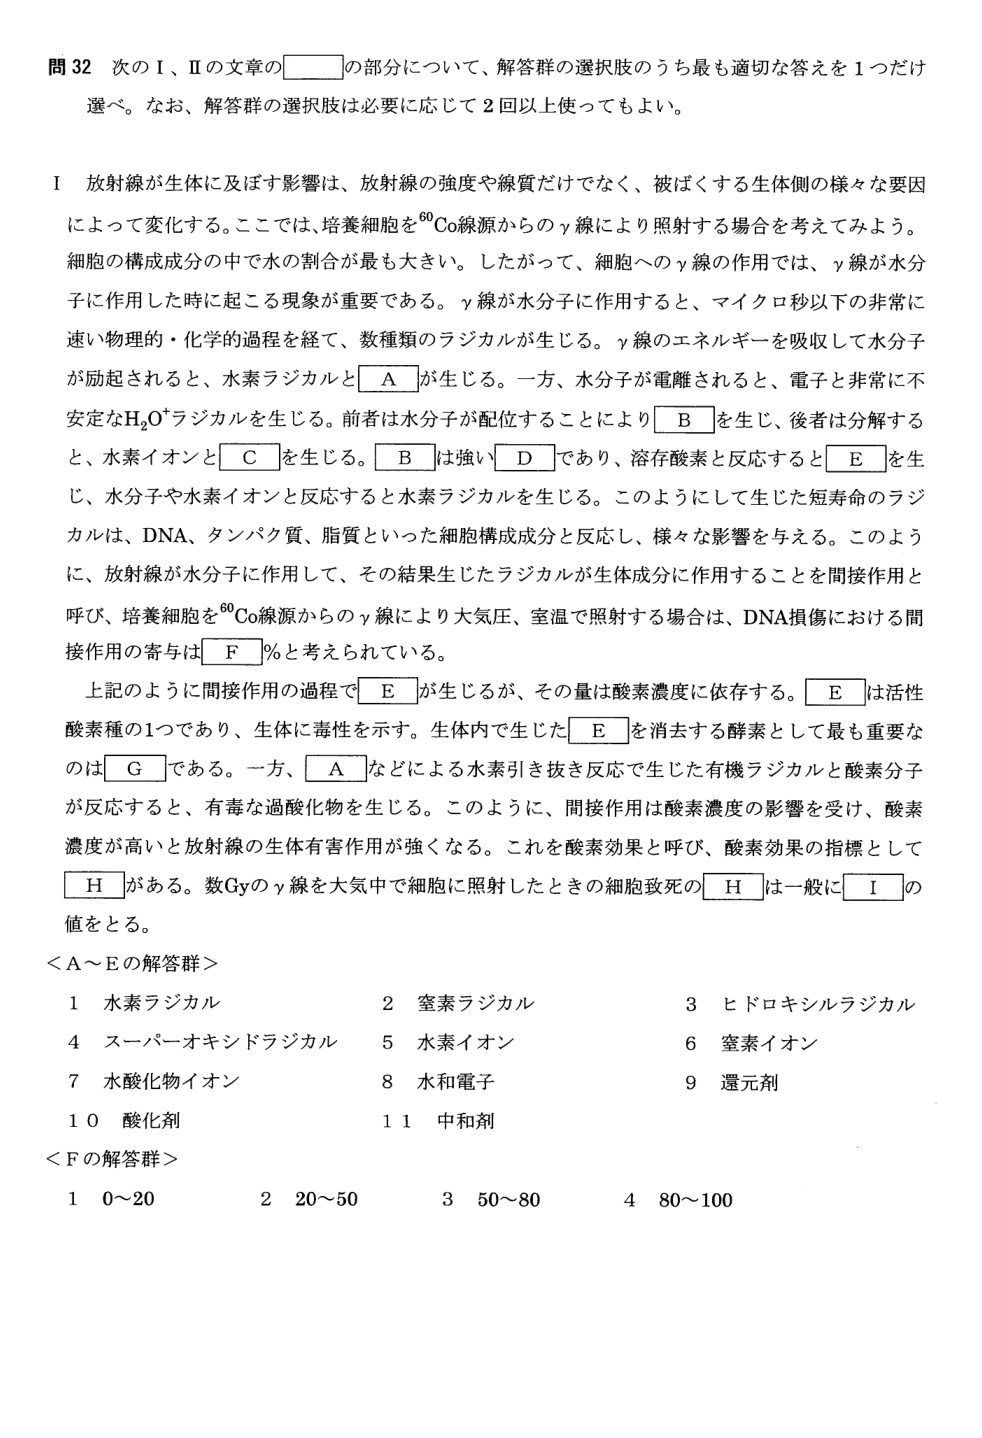 問32 次のⅠ、Ⅱの文章の の部分について、解答群の選択肢のうち最も適切な答えを1つだけ
選べ。なお、解答群の選択肢は必要に応じて2回以上使ってもよい。
Ⅰ 放射線が生体に及ぼす影響は、放射線の強度や線質だけでなく、被ばくする生体側の様々な要因
によって変化する。ここでは、培養細胞を⁶⁰Co線源からのγ線により照射する場合を考えてみよう。
細胞の構成成分の中で水の割合が最も大きい。したがって、細胞へのγ線の作用では、γ線が水分
子に作用した時に起こる現象が重要である。γ線が水分子に作用すると、マイクロ秒以下の非常に
速い物理的・化学的過程を経て、数種類のラジカルが生じる。γ線のエネルギーを吸収して水分子
が励起されると、水素ラジカルと A が生じる。一方、水分子が電離されると、電子と非常に不
安定なH₂O⁺ラジカルを生じる。前者は水分子が配位することにより B を生じ、後者は分解する
と、水素イオンと C を生じる。 B は強い D であり、溶存酸素と反応すると E を生
じ、水分子や水素イオンと反応すると水素ラジカルを生じる。このようにして生じた短寿命のラジ
カルは、DNA、タンパク質、脂質といった細胞構成成分と反応し、様々な影響を与える。このよう
に、放射線が水分子に作用して、その結果生じたラジカルが生体成分に作用することを間接作用と
呼び、培養細胞を⁶⁰Co線源からのγ線により大気圧、室温で照射する場合は、DNA損傷における間
接作用の寄与は F %と考えられている。
上記のように間接作用の過程で E が生じるが、その量は酸素濃度に依存する。 E は活性
酸素種の1つであり、生体に毒性を示す。生体内で生じた E を消去する酵素として最も重要な
のは G である。一方、 A などによる水素引き抜き反応で生じた有機ラジカルと酸素分子
が反応すると、有毒な過酸化物を生じる。このように、間接作用は酸素濃度の影響を受け、酸素
濃度が高いと放射線の生体有害作用が強くなる。これを酸素効果と呼び、酸素効果の指標として
H がある。数Gyのγ線を大気中で細胞に照射したときの細胞致死の H は一般に I の
値をとる。
＜A～Eの解答群＞
1 水素ラジカル 2 窒素ラジカル 3 ヒドロキシルラジカル
4 スーパーオキシドラジカル 5 水素イオン 6 窒素イオン
7 水酸化物イオン 8 水和電子 9 還元剤
10 酸化剤 11 中和剤
＜Fの解答群＞
1 0～20 2 20～50 3 50～80 4 80～100